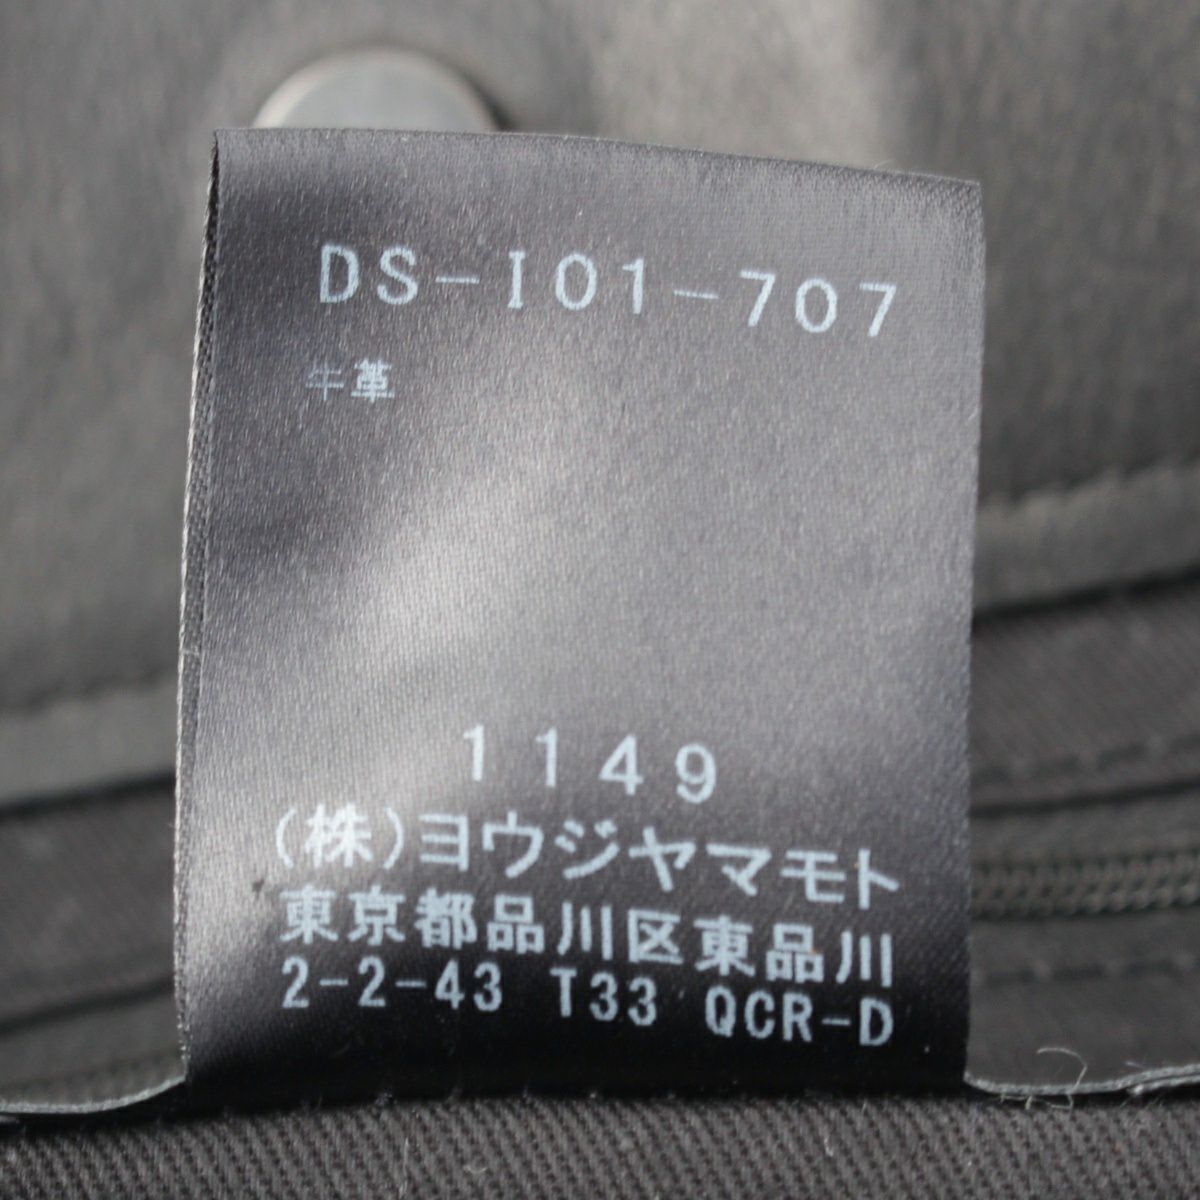 DS-I01-707
牛革
1149
(株)ヨウジヤマモト
東京都品川区東品川
2-2-43 T33 QCR-D